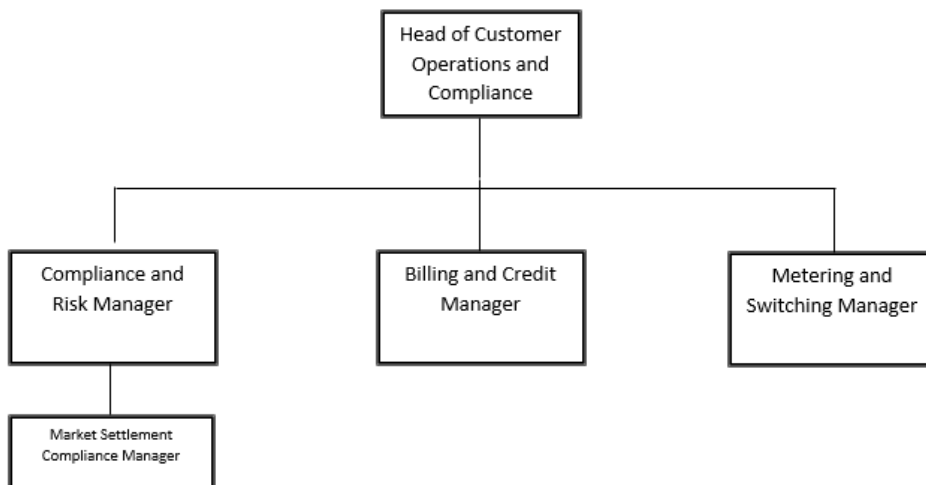 Head of Customer
Operations and
Compliance
Compliance and
Risk Manager
Billing and Credit
Manager
Metering and
Switching Manager
Market Settlement
Compliance Manager